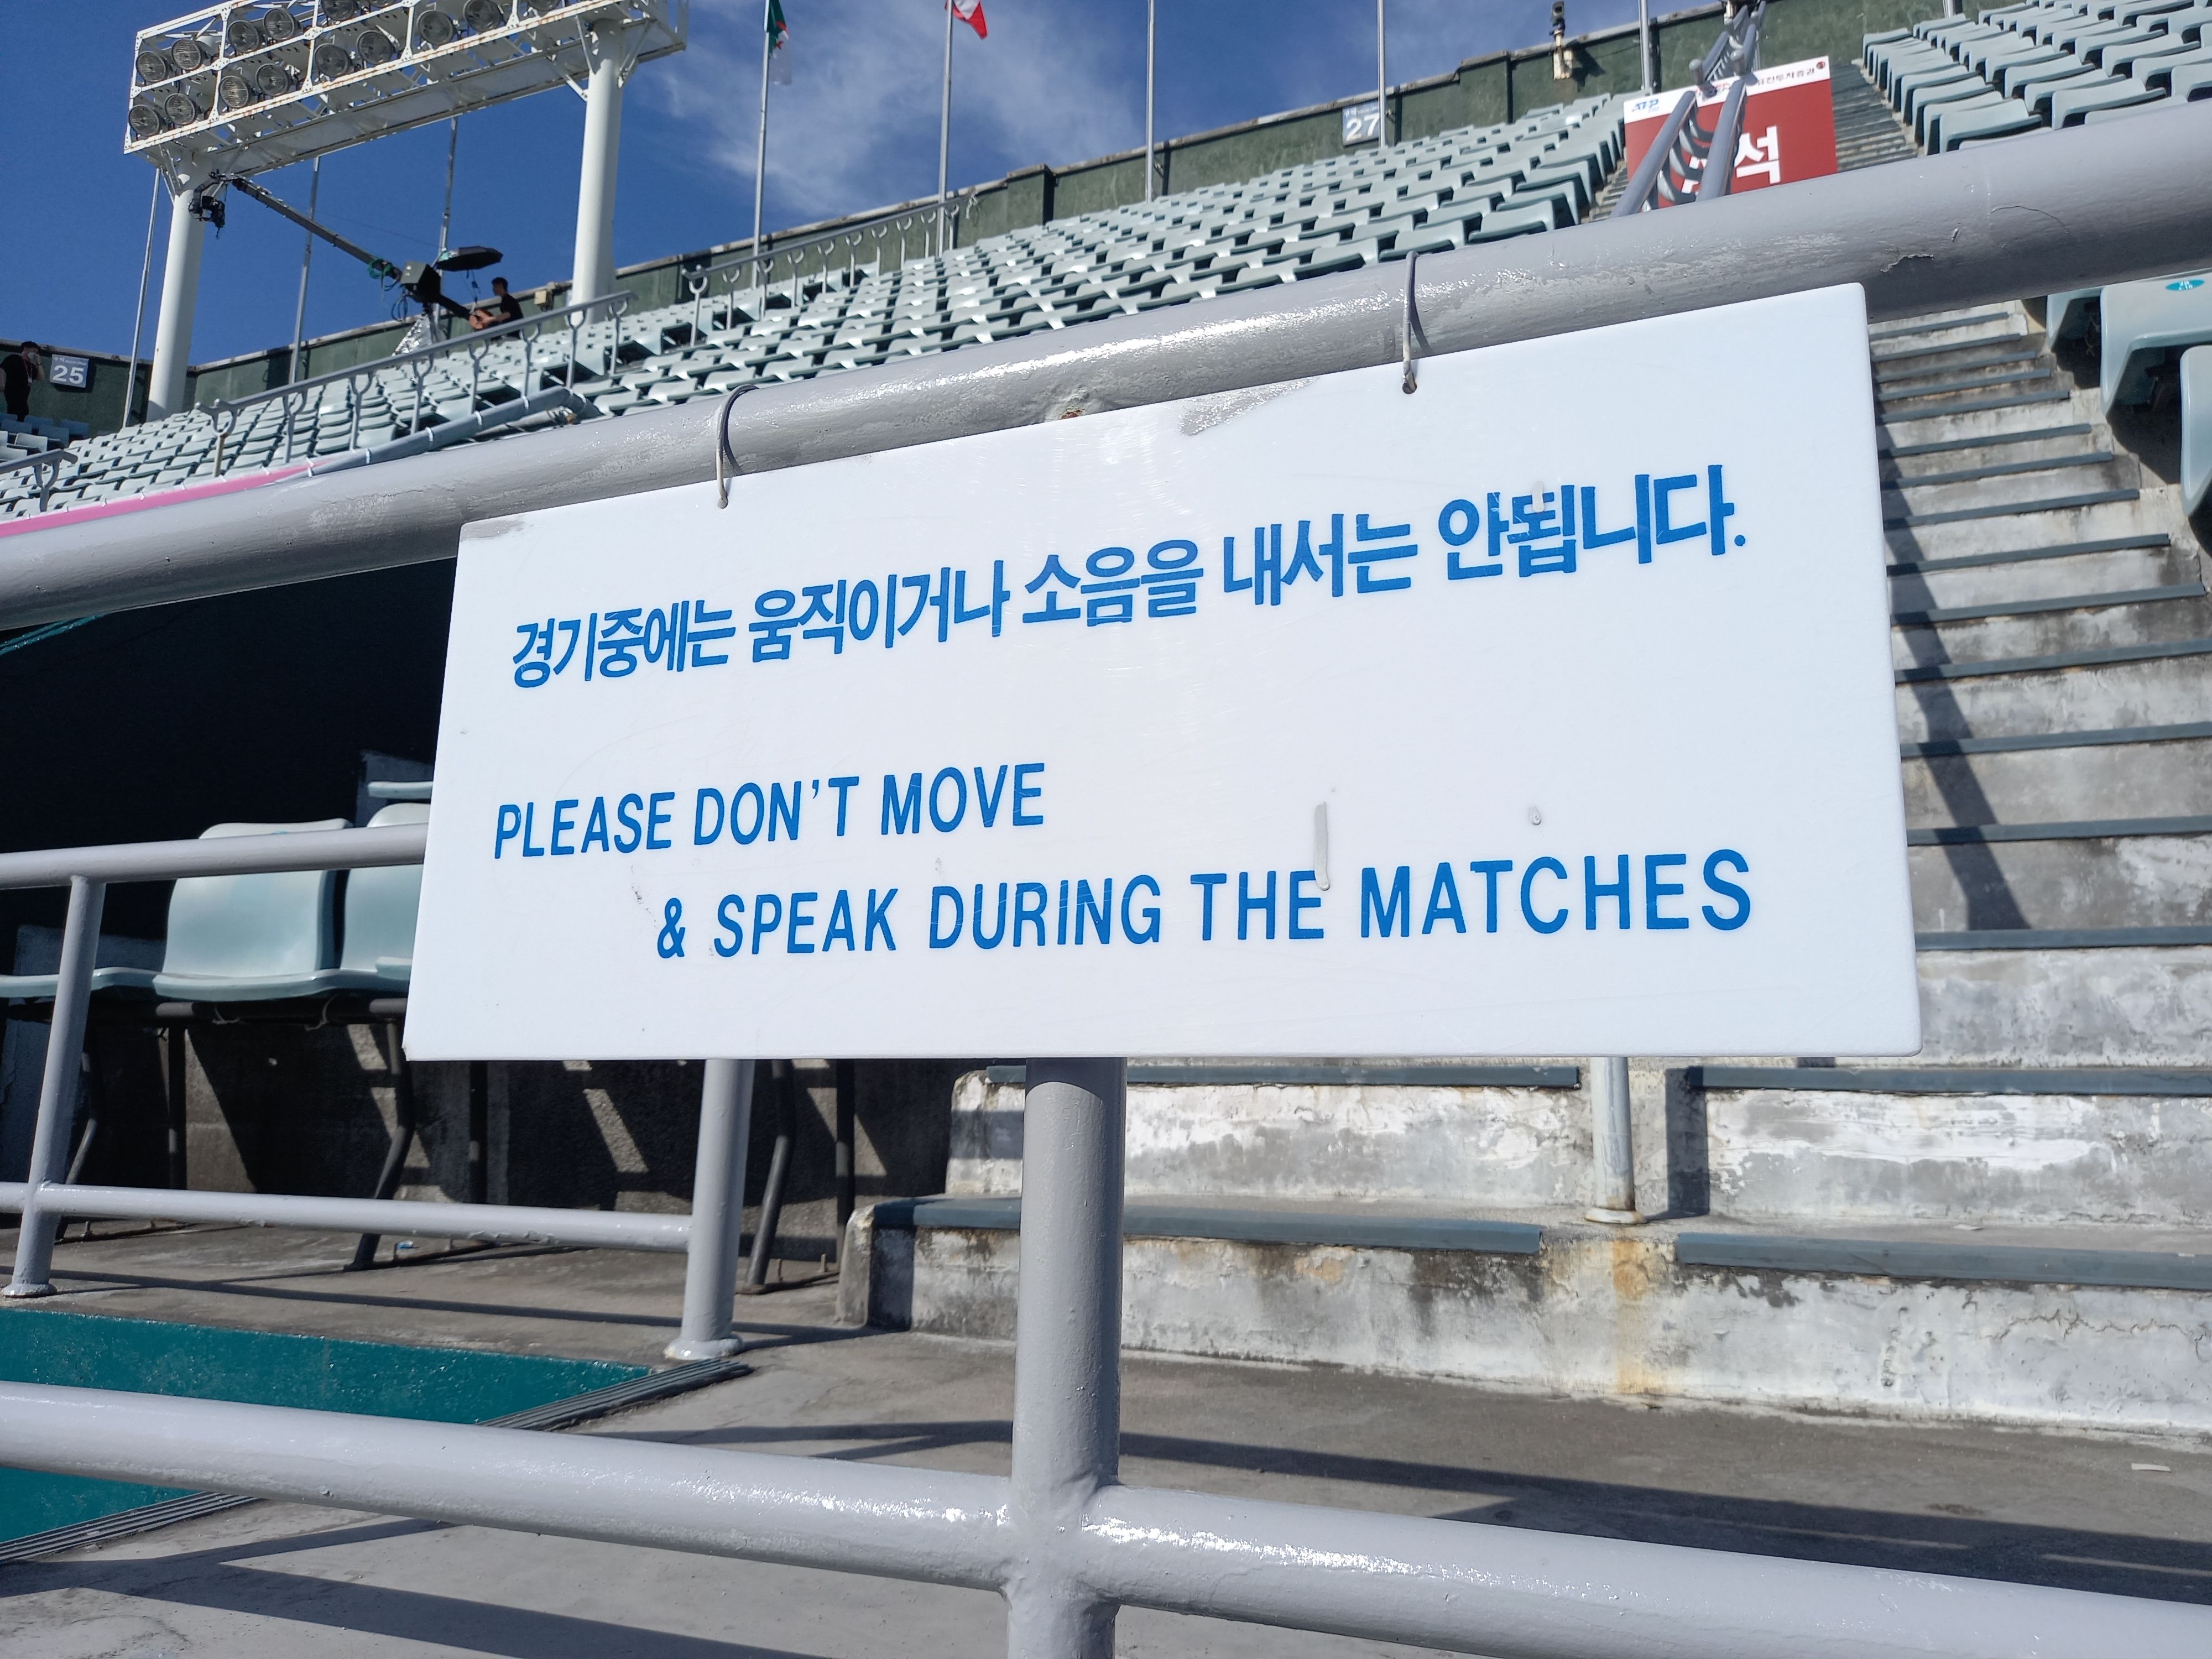 25
27
ATP
석
경기중에는 움직이거나 소음을 내서는 안됩니다.
PLEASE DON'T MOVE
& SPEAK DURING THE MATCHES